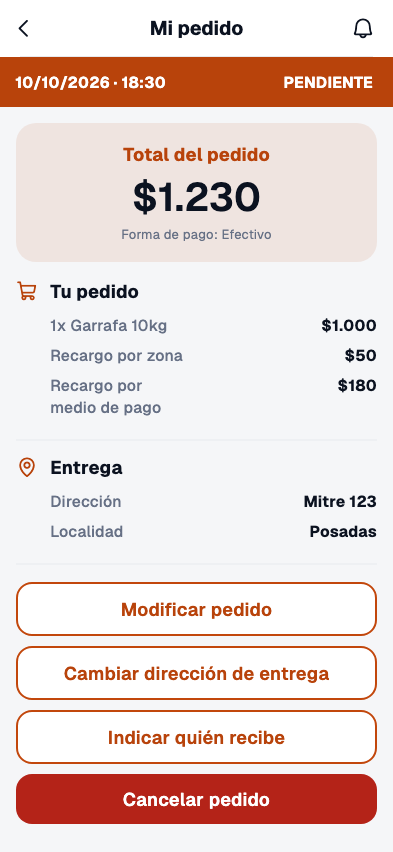 Mi pedido
10/10/2026 · 18:30 PENDIENTE
Total del pedido
$1.230
Forma de pago: Efectivo
Tu pedido
1x Garrafa 10kg $1.000
Recargo por zona $50
Recargo por $180
medio de pago
Entrega
Dirección Mitre 123
Localidad Posadas
Modificar pedido
Cambiar dirección de entrega
Indicar quién recibe
Cancelar pedido